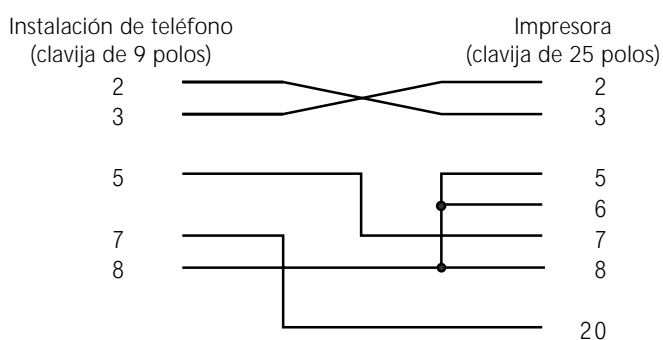 Instalación de teléfono
(clavija de 9 polos)
Impresora
(clavija de 25 polos)
2 2
3 3
5 5
6
7 7
8 8
20